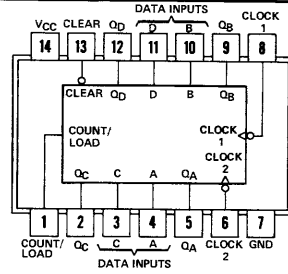 DATA INPUTS
VCC CLEAR QD D B QB CLOCK 1
14 13 12 11 10 9 8
CLEAR QD D B QB
COUNT/LOAD CLOCK 1
CLOCK 2
QC C A QA
1 2 3 4 5 6 7
COUNT/LOAD QC C A QA CLOCK 2 GND
DATA INPUTS